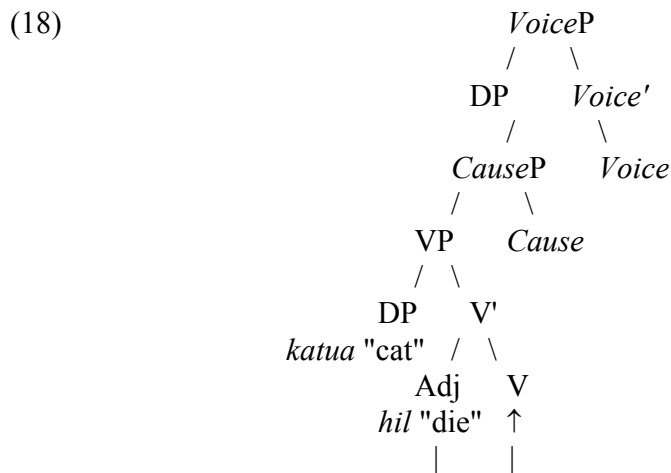 (18) VoiceP
DP Voice'
CauseP Voice
VP Cause
DP V'
katua "cat"
Adj V
hil "die" ↑